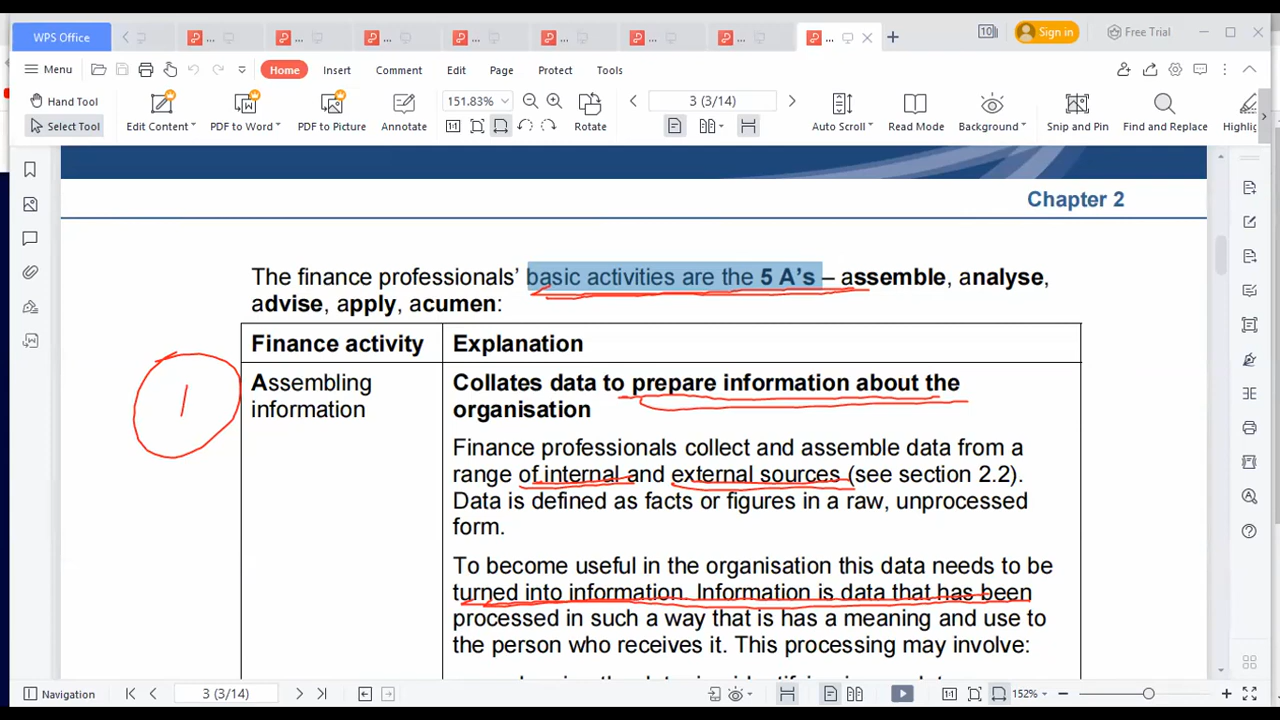 WPS Office
...
...
...
...
...
...
...
...
10
Sign in
Free Trial
Menu
Home
Insert
Comment
Edit
Page
Protect
Tools
Hand Tool
Select Tool
Edit Content
PDF to Word
PDF to Picture
Annotate
151.83%
Rotate
3 (3/14)
Auto Scroll
Read Mode
Background
Snip and Pin
Find and Replace
Chapter 2
The finance professionals’ basic activities are the 5 A’s – assemble, analyse,
advise, apply, acumen:
Finance activity
Explanation
1
Assembling
information
Collates data to prepare information about the
organisation
Finance professionals collect and assemble data from a
range of internal and external sources (see section 2.2).
Data is defined as facts or figures in a raw, unprocessed
form.
To become useful in the organisation this data needs to be
turned into information. Information is data that has been
processed in such a way that is has a meaning and use to
the person who receives it. This processing may involve:
Navigation
3 (3/14)
152%